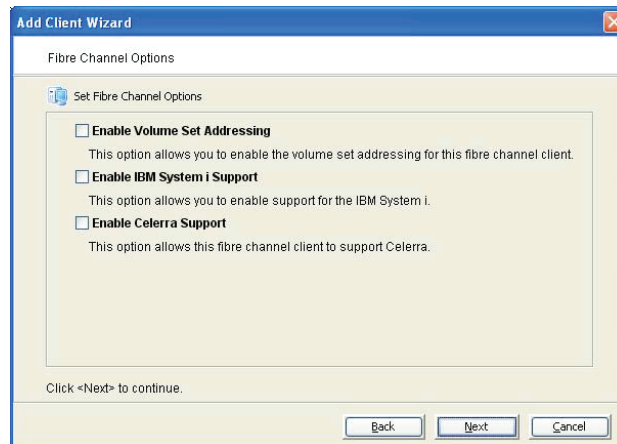 Add Client Wizard
Fibre Channel Options
Set Fibre Channel Options
Enable Volume Set Addressing
This option allows you to enable the volume set addressing for this fibre channel client.
Enable IBM System i Support
This option allows you to enable support for the IBM System i.
Enable Celerra Support
This option allows this fibre channel client to support Celerra.
Click <Next> to continue.
Back Next Cancel